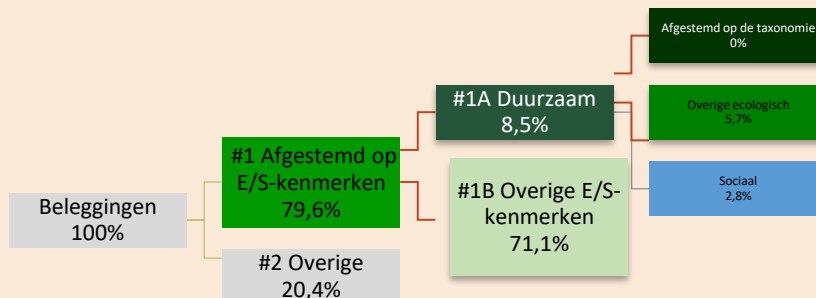 Beleggingen
100%
#1 Afgestemd op
E/S-kenmerken
79,6%
#2 Overige
20,4%
#1A Duurzaam
8,5%
#1B Overige E/S-
kenmerken
71,1%
Afgestemd op de taxonomie
0%
Overige ecologisch
5,7%
Sociaal
2,8%